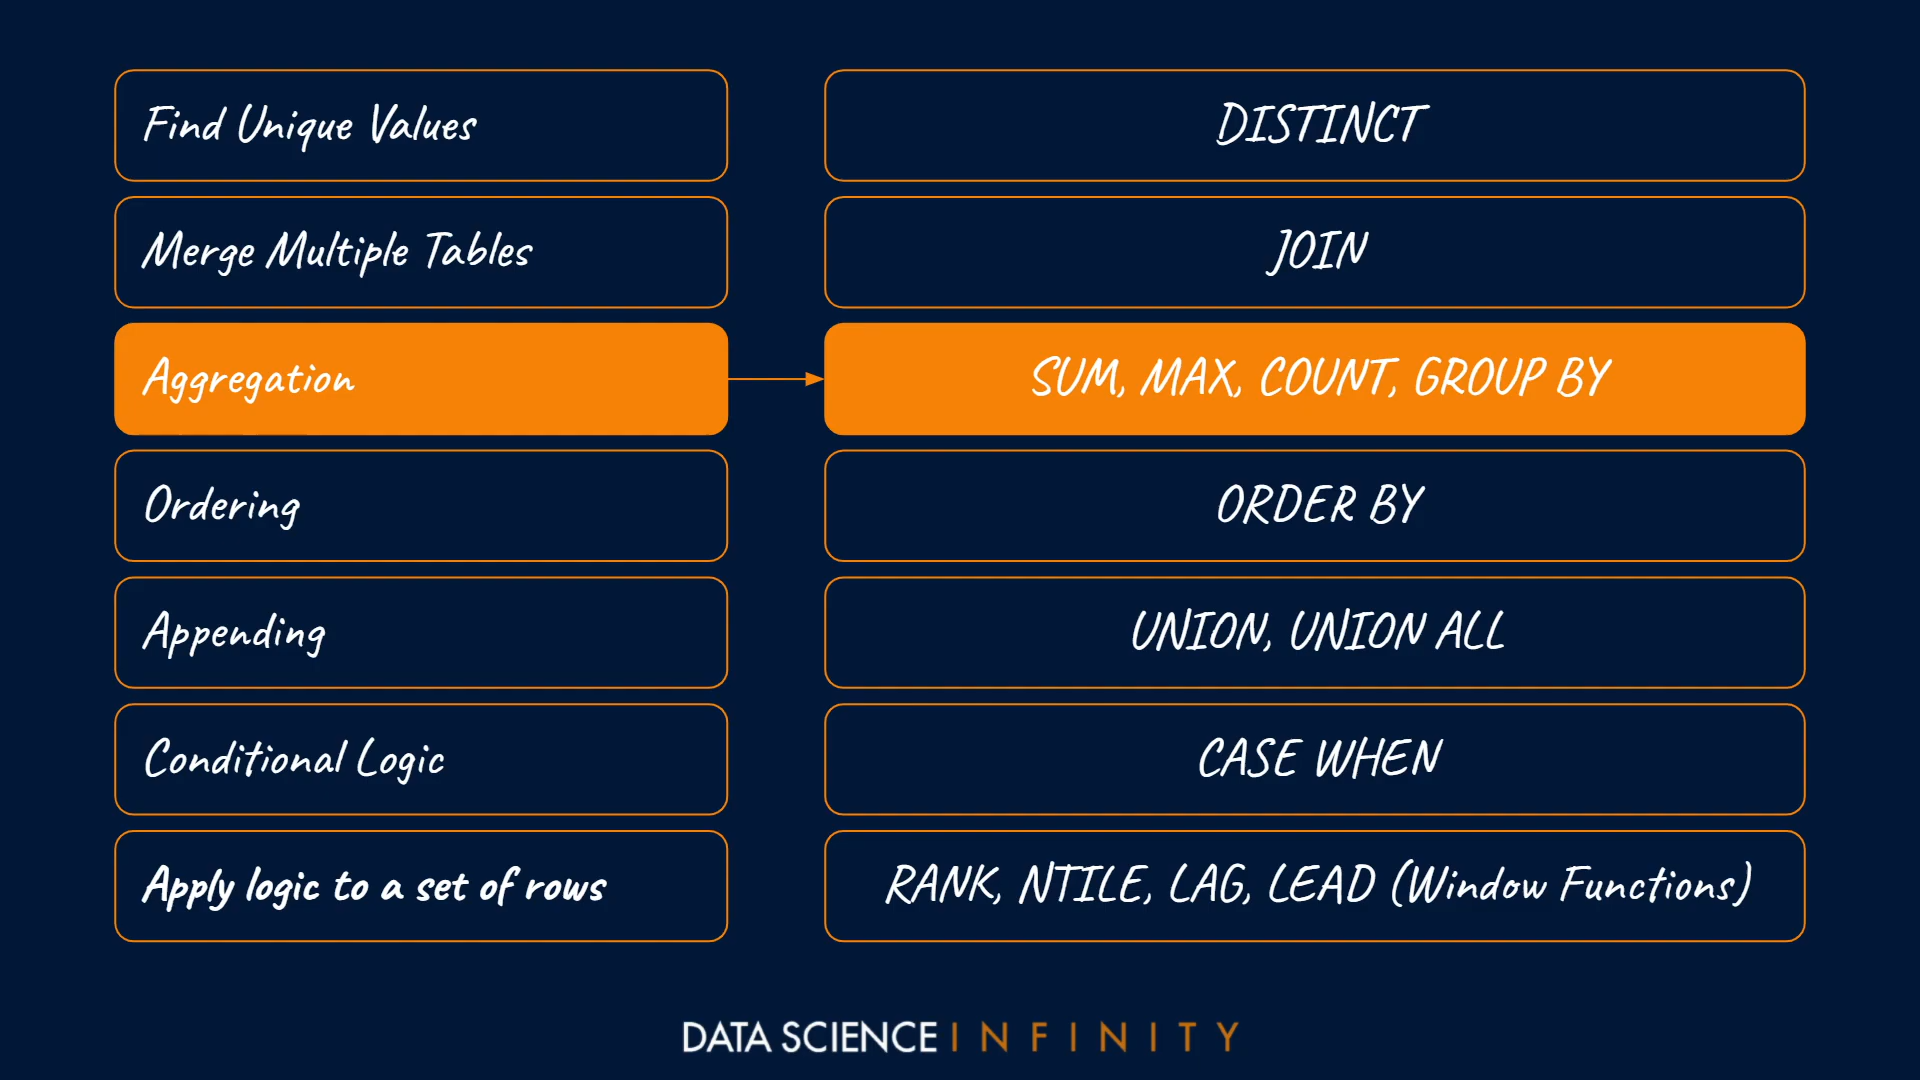 Find Unique Values
DISTINCT
Merge Multiple Tables
JOIN
Aggregation
SUM, MAX, COUNT, GROUP BY
Ordering
ORDER BY
Appending
UNION, UNION ALL
Conditional Logic
CASE WHEN
Apply logic to a set of rows
RANK, NTILE, LAG, LEAD (Window Functions)
DATA SCIENCE INFINITY